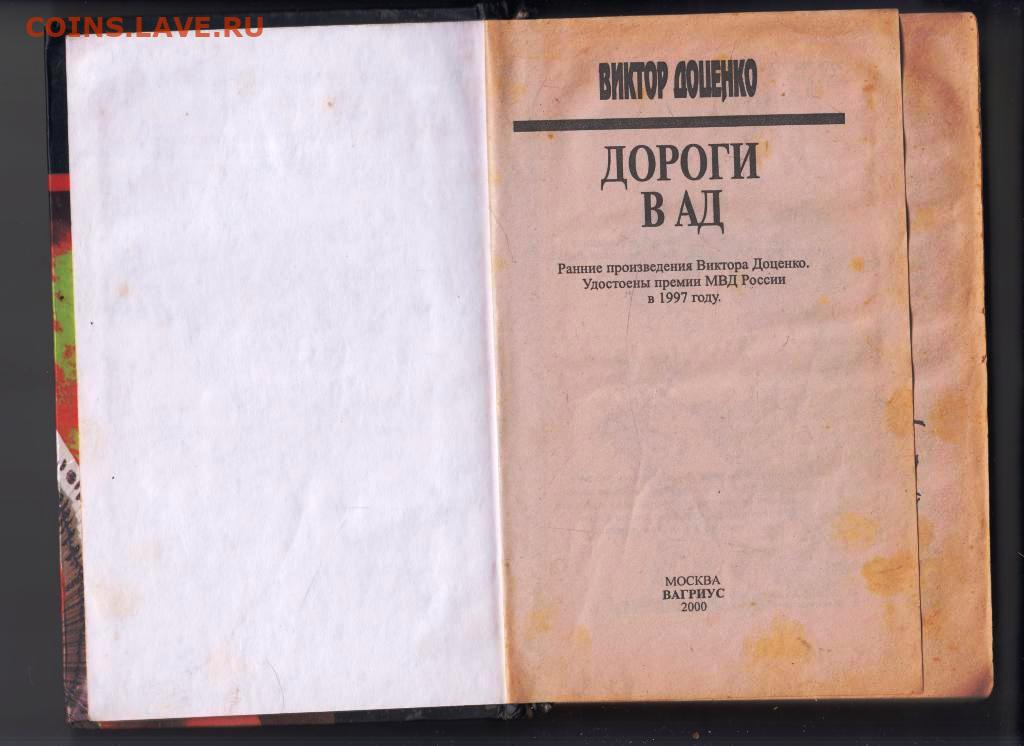 COINS.LAVE.RU
ВИКТОР ДОЦЕНКО
ДОРОГИ
В АД
Ранние произведения Виктора Доценко.
Удостоены премии МВД России
в 1997 году.
МОСКВА
ВАГРИУС
2000